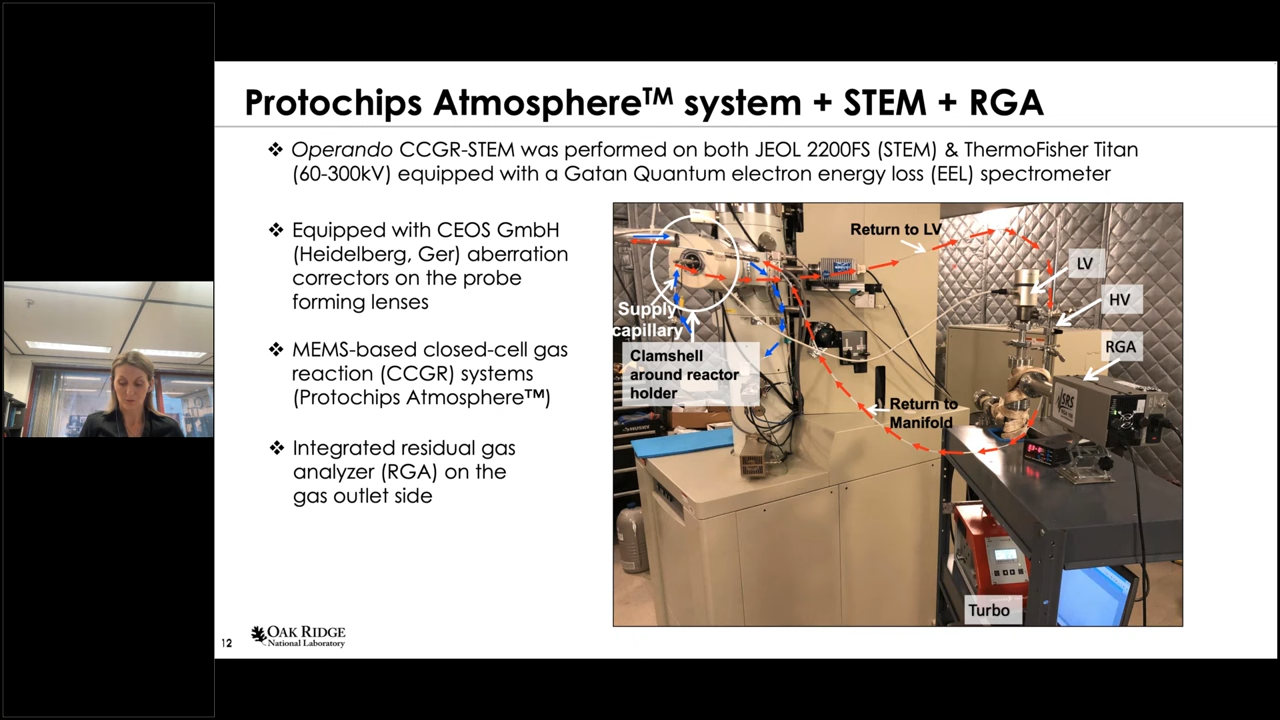 Protochips Atmosphere™ system + STEM + RGA
❖ Operando CCGR-STEM was performed on both JEOL 2200FS (STEM) & ThermoFisher Titan
(60-300kV) equipped with a Gatan Quantum electron energy loss (EEL) spectrometer
❖ Equipped with CEOS GmbH
(Heidelberg, Ger) aberration
correctors on the probe
forming lenses
❖ MEMS-based closed-cell gas
reaction (CCGR) systems
(Protochips Atmosphere™)
❖ Integrated residual gas
analyzer (RGA) on the
gas outlet side
Return to LV
LV
HV
RGA
Supply
capillary
Clamshell
around reactor
holder
Return to
Manifold
SRS
Turbo
12
OAK RIDGE
National Laboratory